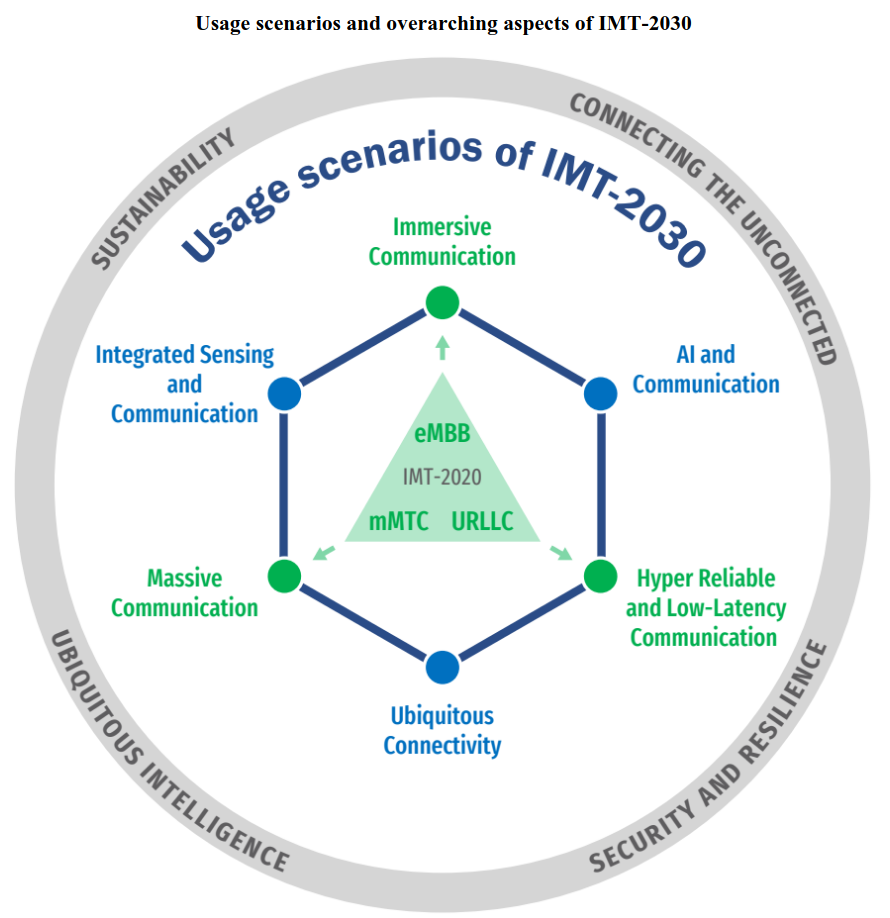 Usage scenarios and overarching aspects of IMT-2030
SUSTAINABILITY
CONNECTING THE UNCONNECTED
Usage scenarios of IMT-2030
Immersive
Communication
Integrated Sensing
and
Communication
AI and
Communication
eMBB
IMT-2020
mMTC URLLC
Massive
Communication
Hyper Reliable
and Low-Latency
Communication
Ubiquitous
Connectivity
UBIQUITOUS INTELLIGENCE
SECURITY AND RESILIENCE